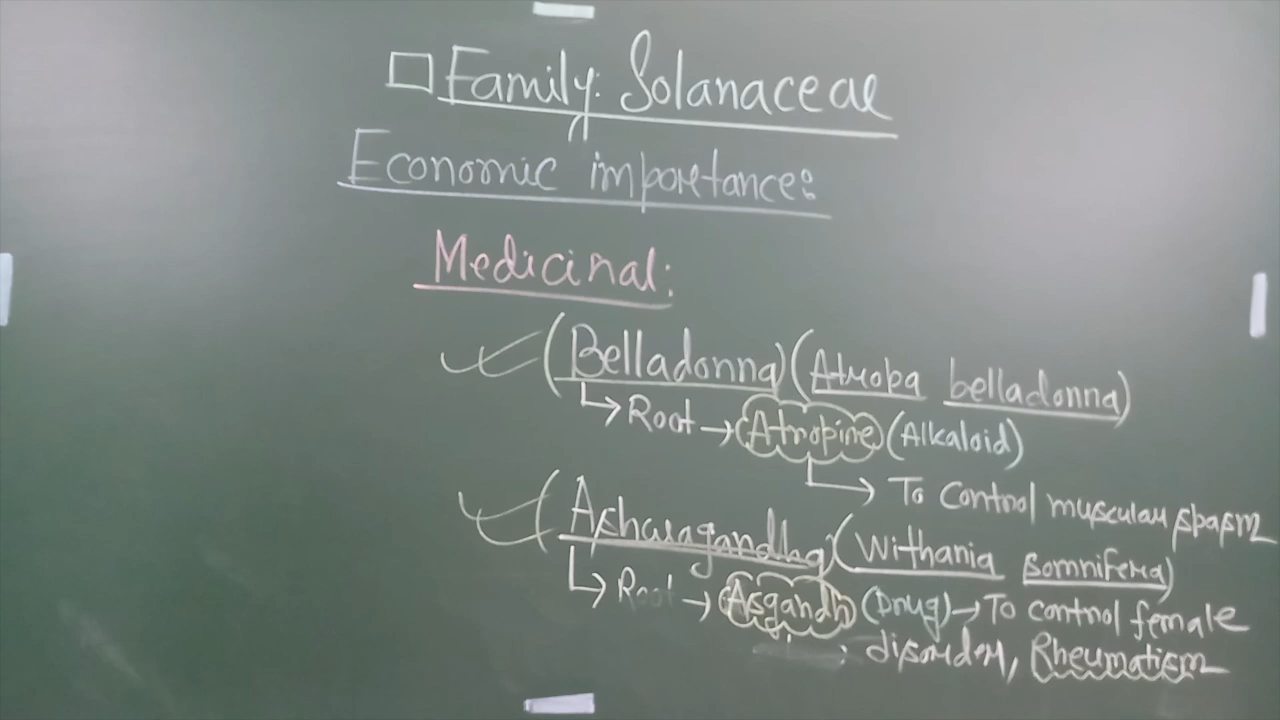 □ Family: Solanaceae
Economic importance:
Medicinal:
(Belladonna) (Atropa belladonna)
↳ Root → Atropine (Alkaloid)
↳ To control muscular spasm
(Ashwagandha) (Withania somnifera)
↳ Root → Asgandh (Drug) → To control female
disorders, Rheumatism